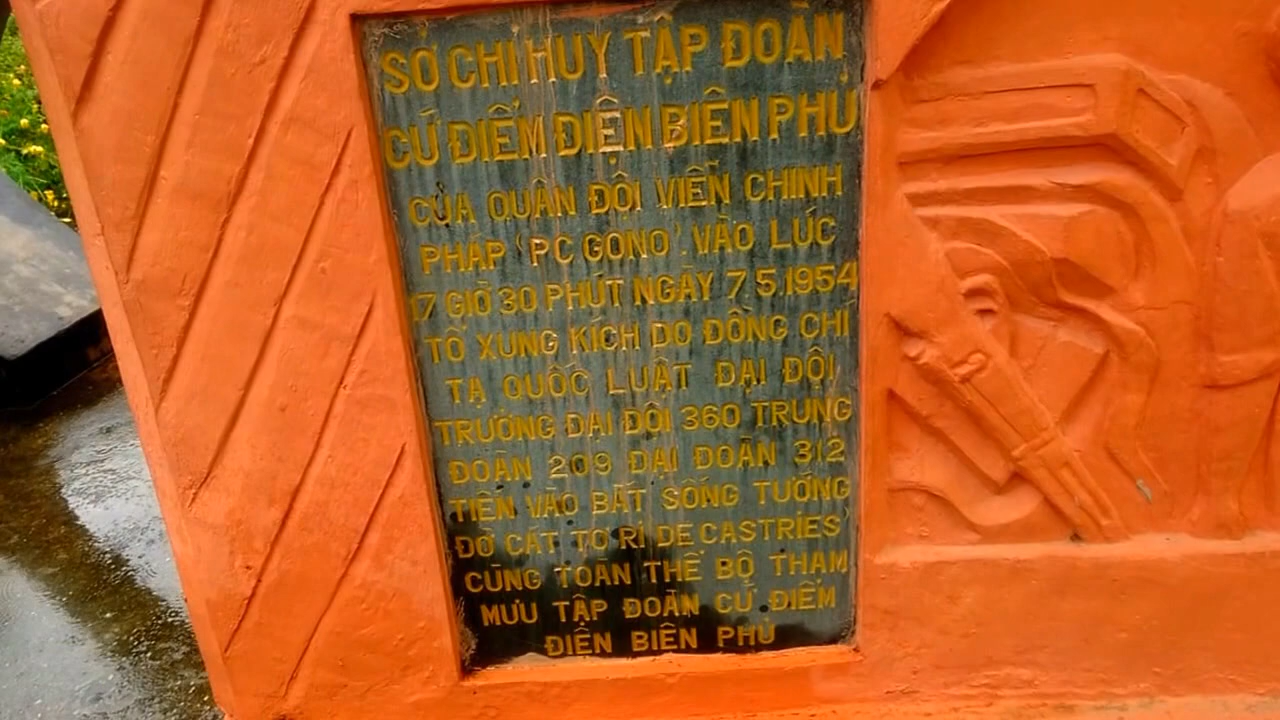 SỞ CHỈ HUY TẬP ĐOÀN
CỨ ĐIỂM ĐIỆN BIÊN PHỦ
CỦA QUÂN ĐỘI VIỄN CHINH
PHÁP 'PC GONO'. VÀO LÚC
17 GIỜ 30 PHÚT NGÀY 7.5.1954
TỔ XUNG KÍCH DO ĐỒNG CHÍ
TẠ QUỐC LUẬT ĐẠI ĐỘI
TRƯỞNG ĐẠI ĐỘI 360 TRUNG
ĐOÀN 209 ĐẠI ĐOÀN 312
TIẾN VÀO BẮT SỐNG TƯỚNG
ĐỜ CÁT TƠ RI DE CASTRIES'
CÙNG TOÀN THỂ BỘ THAM
MƯU TẬP ĐOÀN CỨ ĐIỂM
ĐIỆN BIÊN PHỦ